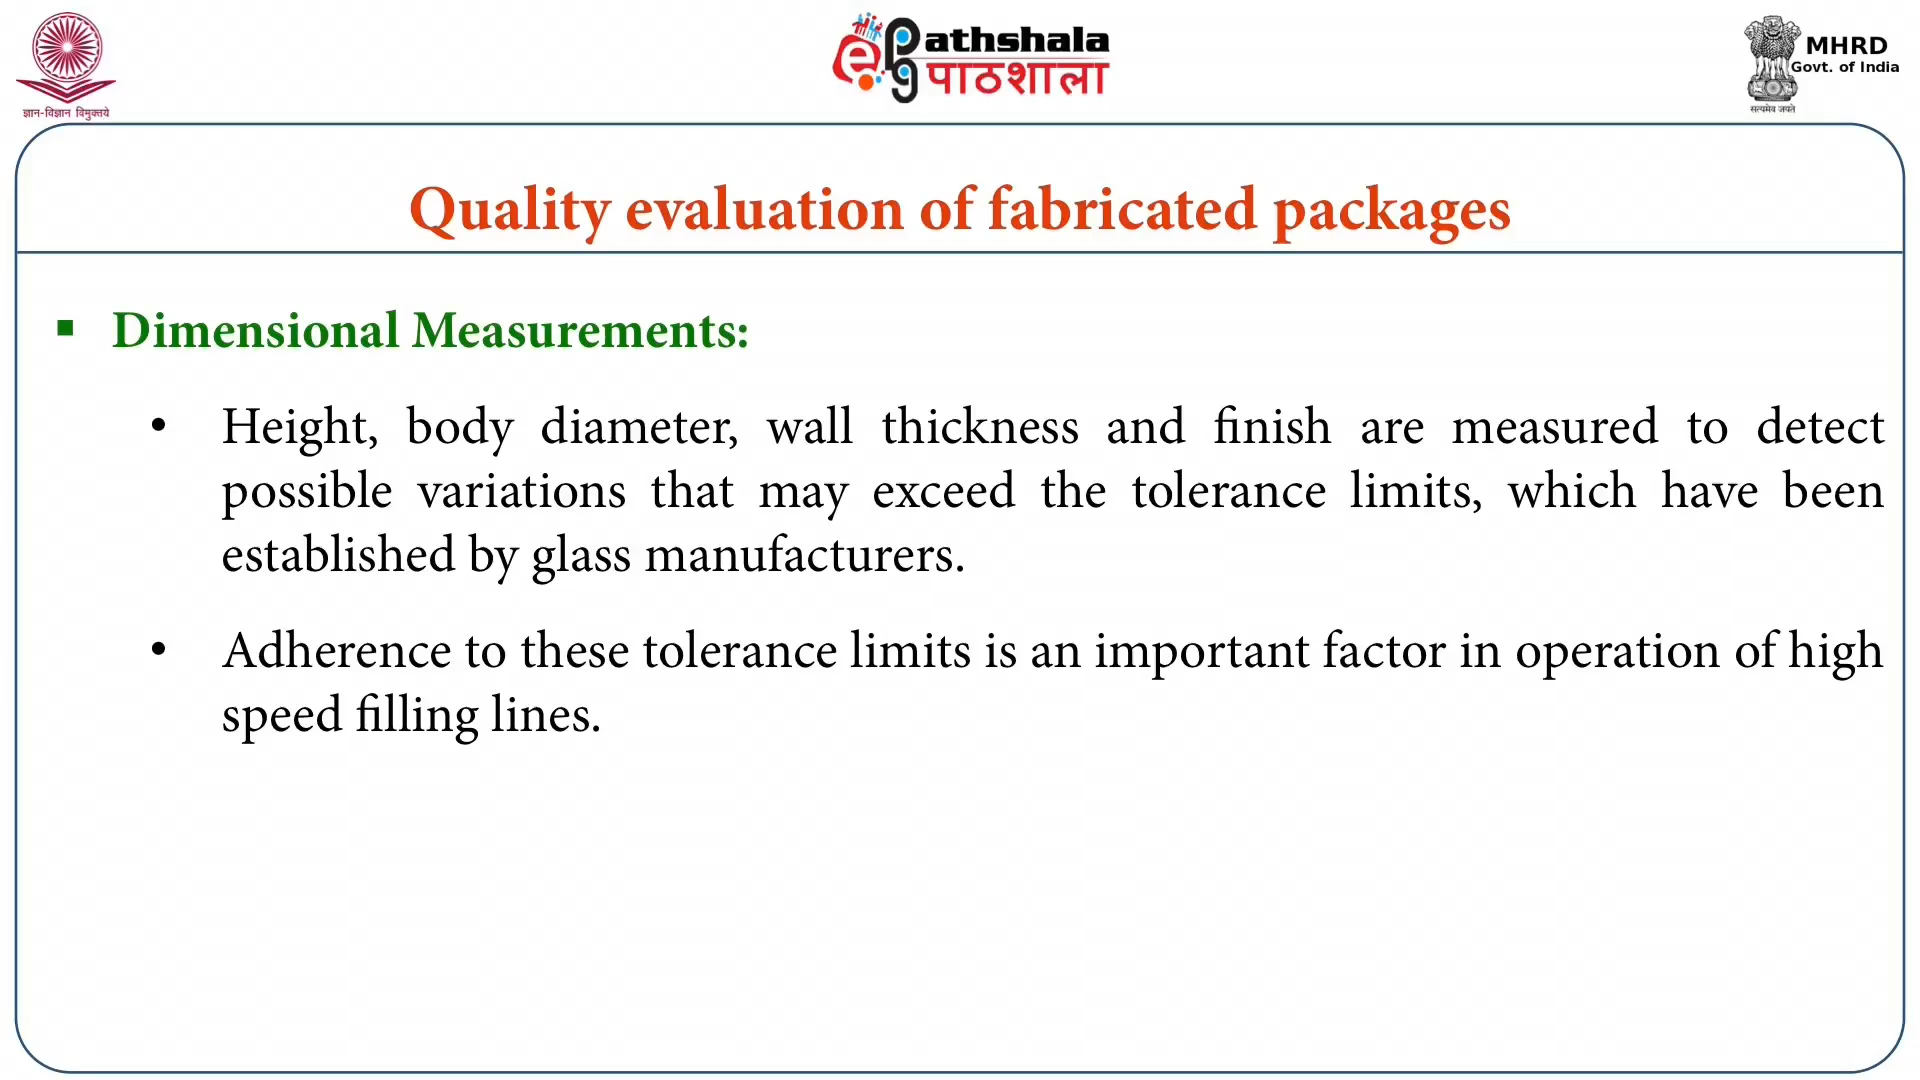 ज्ञान-विज्ञान विमुक्तये
ePathshala
pg पाठशाला
MHRD
Govt. of India
सत्यमेव जयते
Quality evaluation of fabricated packages
▪ Dimensional Measurements:
• Height, body diameter, wall thickness and finish are measured to detect
possible variations that may exceed the tolerance limits, which have been
established by glass manufacturers.
• Adherence to these tolerance limits is an important factor in operation of high
speed filling lines.